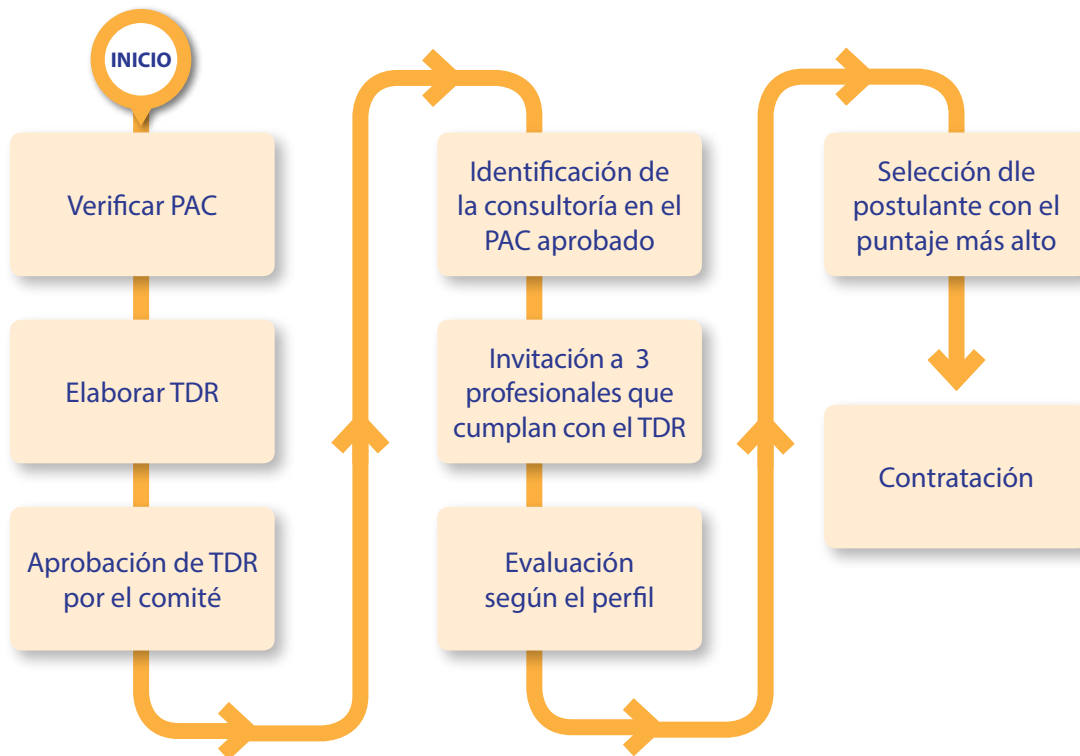 INICIO
Verificar PAC
Elaborar TDR
Aprobación de TDR
por el comité
Identificación de
la consultoría en el
PAC aprobado
Invitación a 3
profesionales que
cumplan con el TDR
Evaluación
según el perfil
Selección dle
postulante con el
puntaje más alto
Contratación